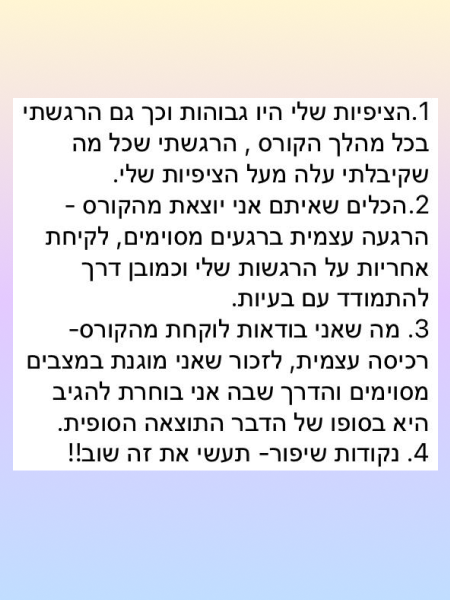 1.הציפיות שלי היו גבוהות וכך גם הרגשתי
בכל מהלך הקורס , הרגשתי שכל מה
שקיבלתי עלה מעל הציפיות שלי.
2.הכלים שאיתם אני יוצאת מהקורס -
הרגעה עצמית ברגעים מסוימים, לקיחת
אחריות על הרגשות שלי וכמובן דרך
להתמודד עם בעיות.
3. מה שאני בודאות לוקחת מהקורס-
רכיסה עצמית, לזכור שאני מוגנת במצבים
מסוימים והדרך שבה אני בוחרת להגיב
היא בסופו של הדבר התוצאה הסופית.
4. נקודות שיפור- תעשי את זה שוב!!